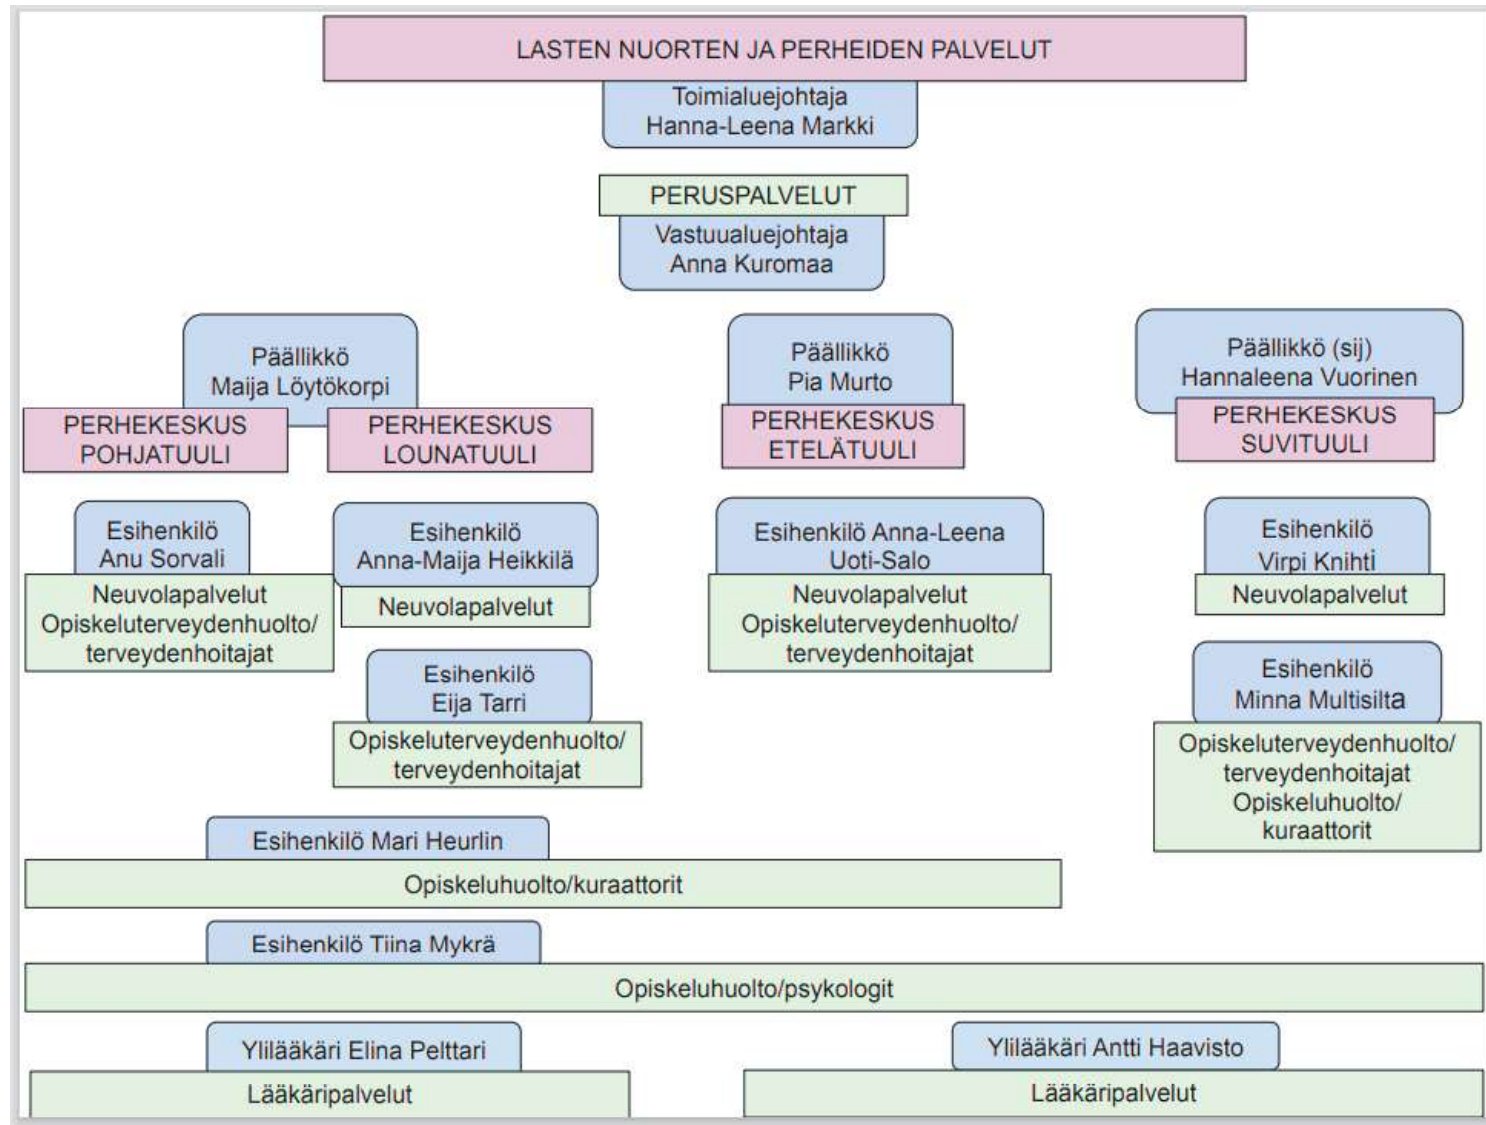 LASTEN NUORTEN JA PERHEIDEN PALVELUT
Toimialuejohtaja
Hanna-Leena Markki
PERUSPALVELUT
Vastuualuejohtaja
Anna Kuromaa
Päällikkö
Maija Löytökorpi
PERHEKESKUS
POHJATUULI
PERHEKESKUS
LOUNATUULI
Päällikkö
Pia Murto
PERHEKESKUS
ETELÄTUULI
Päällikkö (sij)
Hannaleena Vuorinen
PERHEKESKUS
SUVITUULI
Esihenkilö
Anu Sorvali
Neuvolapalvelut
Opiskeluterveydenhuolto/
terveydenhoitajat
Esihenkilö
Anna-Maija Heikkilä
Neuvolapalvelut
Esihenkilö
Eija Tarri
Opiskeluterveydenhuolto/
terveydenhoitajat
Esihenkilö Anna-Leena
Uoti-Salo
Neuvolapalvelut
Opiskeluterveydenhuolto/
terveydenhoitajat
Esihenkilö
Virpi Knihti
Neuvolapalvelut
Esihenkilö
Minna Multisilta
Opiskeluterveydenhuolto/
terveydenhoitajat
Opiskeluhuolto/
kuraattorit
Esihenkilö Mari Heurlin
Opiskeluhuolto/kuraattorit
Esihenkilö Tiina Mykrä
Opiskeluhuolto/psykologit
Ylilääkäri Elina Pelttari
Lääkäripalvelut
Ylilääkäri Antti Haavisto
Lääkäripalvelut